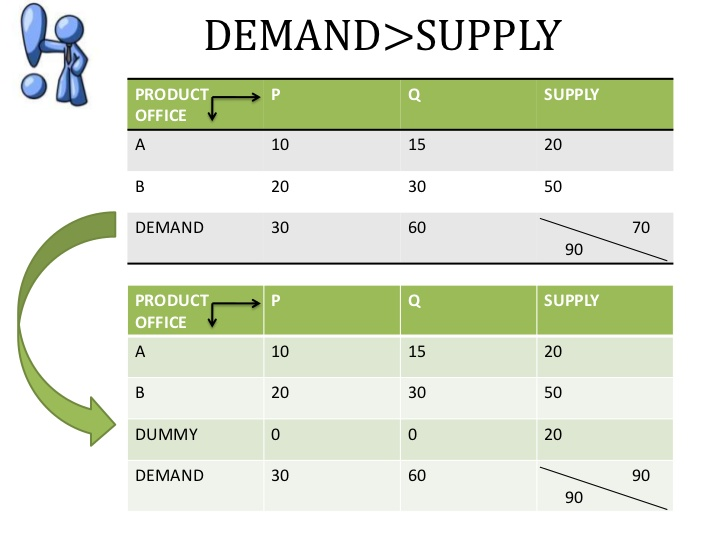 DEMAND>SUPPLY
PRODUCT P Q SUPPLY
OFFICE
A 10 15 20
B 20 30 50
DEMAND 30 60 70
90
PRODUCT P Q SUPPLY
OFFICE
A 10 15 20
B 20 30 50
DUMMY 0 0 20
DEMAND 30 60 90
90